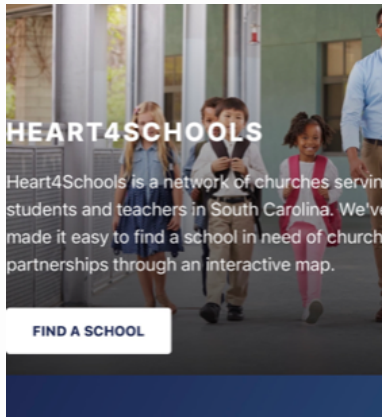 HEART4SCHOOLS
Heart4Schools is a network of churches servin
students and teachers in South Carolina. We've
made it easy to find a school in need of church
partnerships through an interactive map.
FIND A SCHOOL